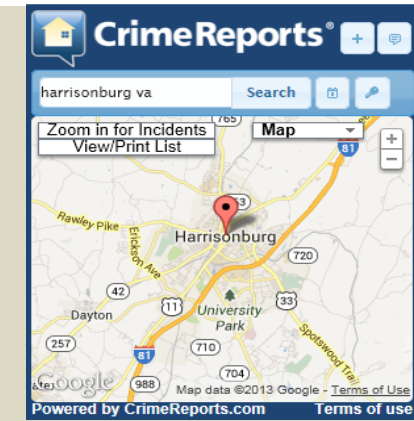 CrimeReports®
harrisonburg va Search
Zoom in for Incidents Map
View/Print List
765
81
Rawley Pike
Erickson Ave
Harrisonburg
720
42
11
33
Dayton
University
Park
Spotswood Trail
257
710
81
704
988
Google
Map data ©2013 Google - Terms of Use
Powered by CrimeReports.com Terms of use